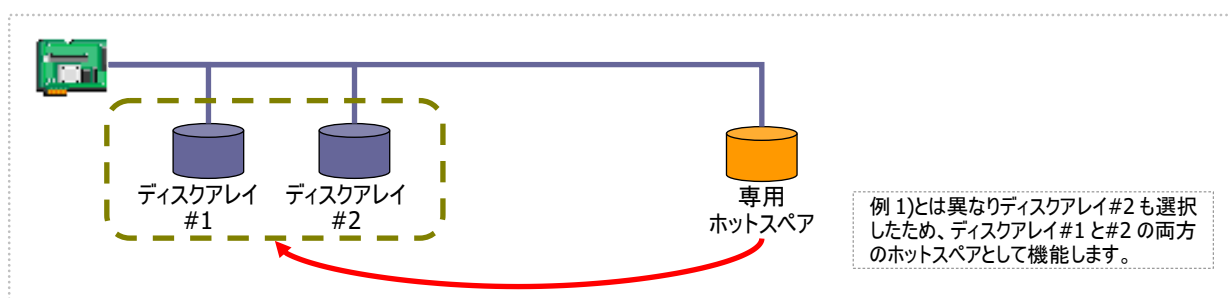 ディスクアレイ
#1
ディスクアレイ
#2
専用
ホットスペア
例 1)とは異なりディスクアレイ#2 も選択
したため、ディスクアレイ#1 と#2 の両方
のホットスペアとして機能します。